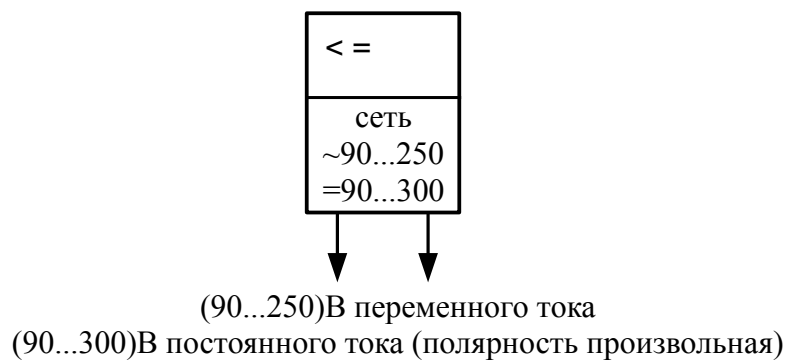 < =
сеть
~90...250
=90...300
(90...250)В переменного тока
(90...300)В постоянного тока (полярность произвольная)